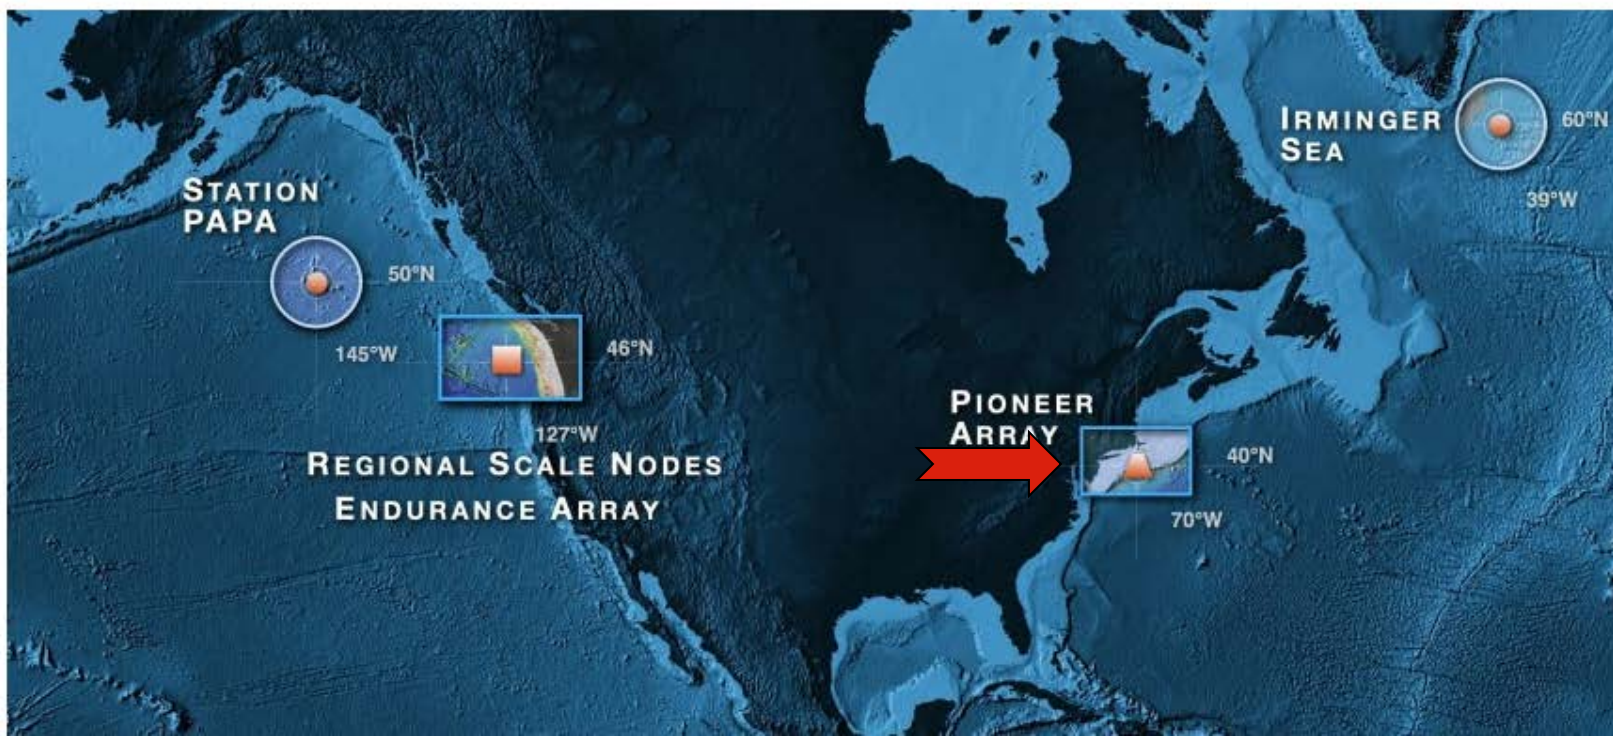 STATION
PAPA
50°N
145°W
46°N
127°W
REGIONAL SCALE NODES
ENDURANCE ARRAY
PIONEER
ARRAY
40°N
70°W
IRMINGER
SEA
60°N
39°W